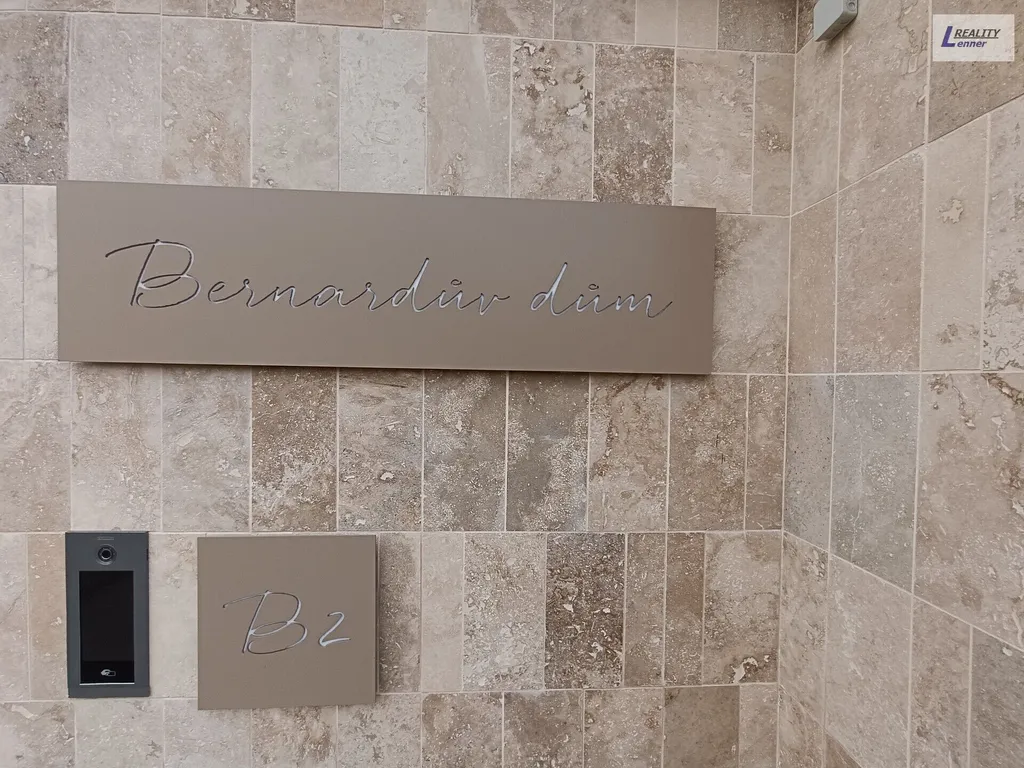 REALITY
Lenner
Bernardův dům
B2